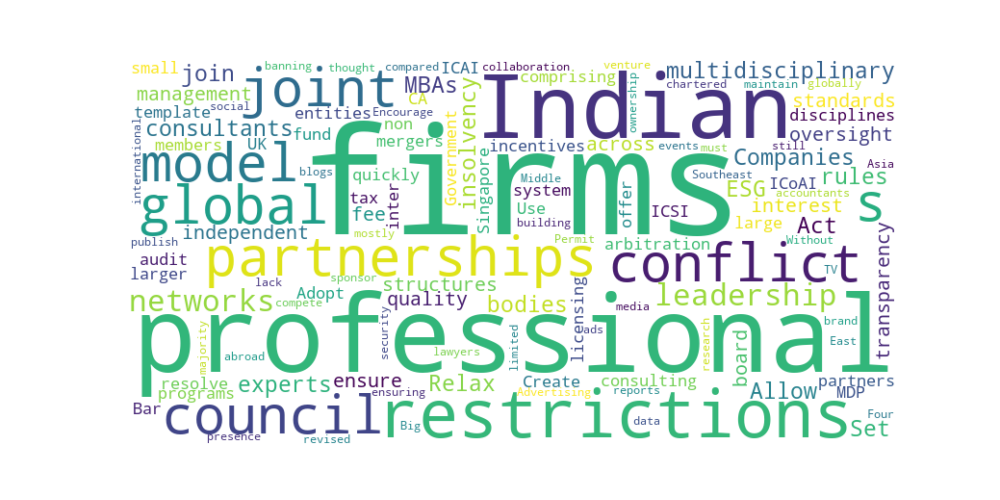 small join banning thought compared ICAI collaboration venture multidisciplinary
management joint MBAs comprising Indian chartered maintain globally
template social CA entities Encourage ownership standards
consultants fund non disciplines
members UK mergers incentives across events must still oversight
international model blogs quickly insolvency Government Singapore firms Middle system offer Southeast Companies Asia
tax inter Use ICSI ESG ICoAI rules accountants
global fee building large interest s
independent mostly Permit arbitration Act Without
publish audit partnerships conflict transparency
larger lack sponsor structures licensing TV
networks Adopt compete quality bodies media leadership
professional
majority abroad security lawyers limited ads research board brand East
resolve experts ensure Relax Create consulting Allow partners
programs ensuring Advertising reports MDP
Bar council Big restrictions data Four
presence revised Set